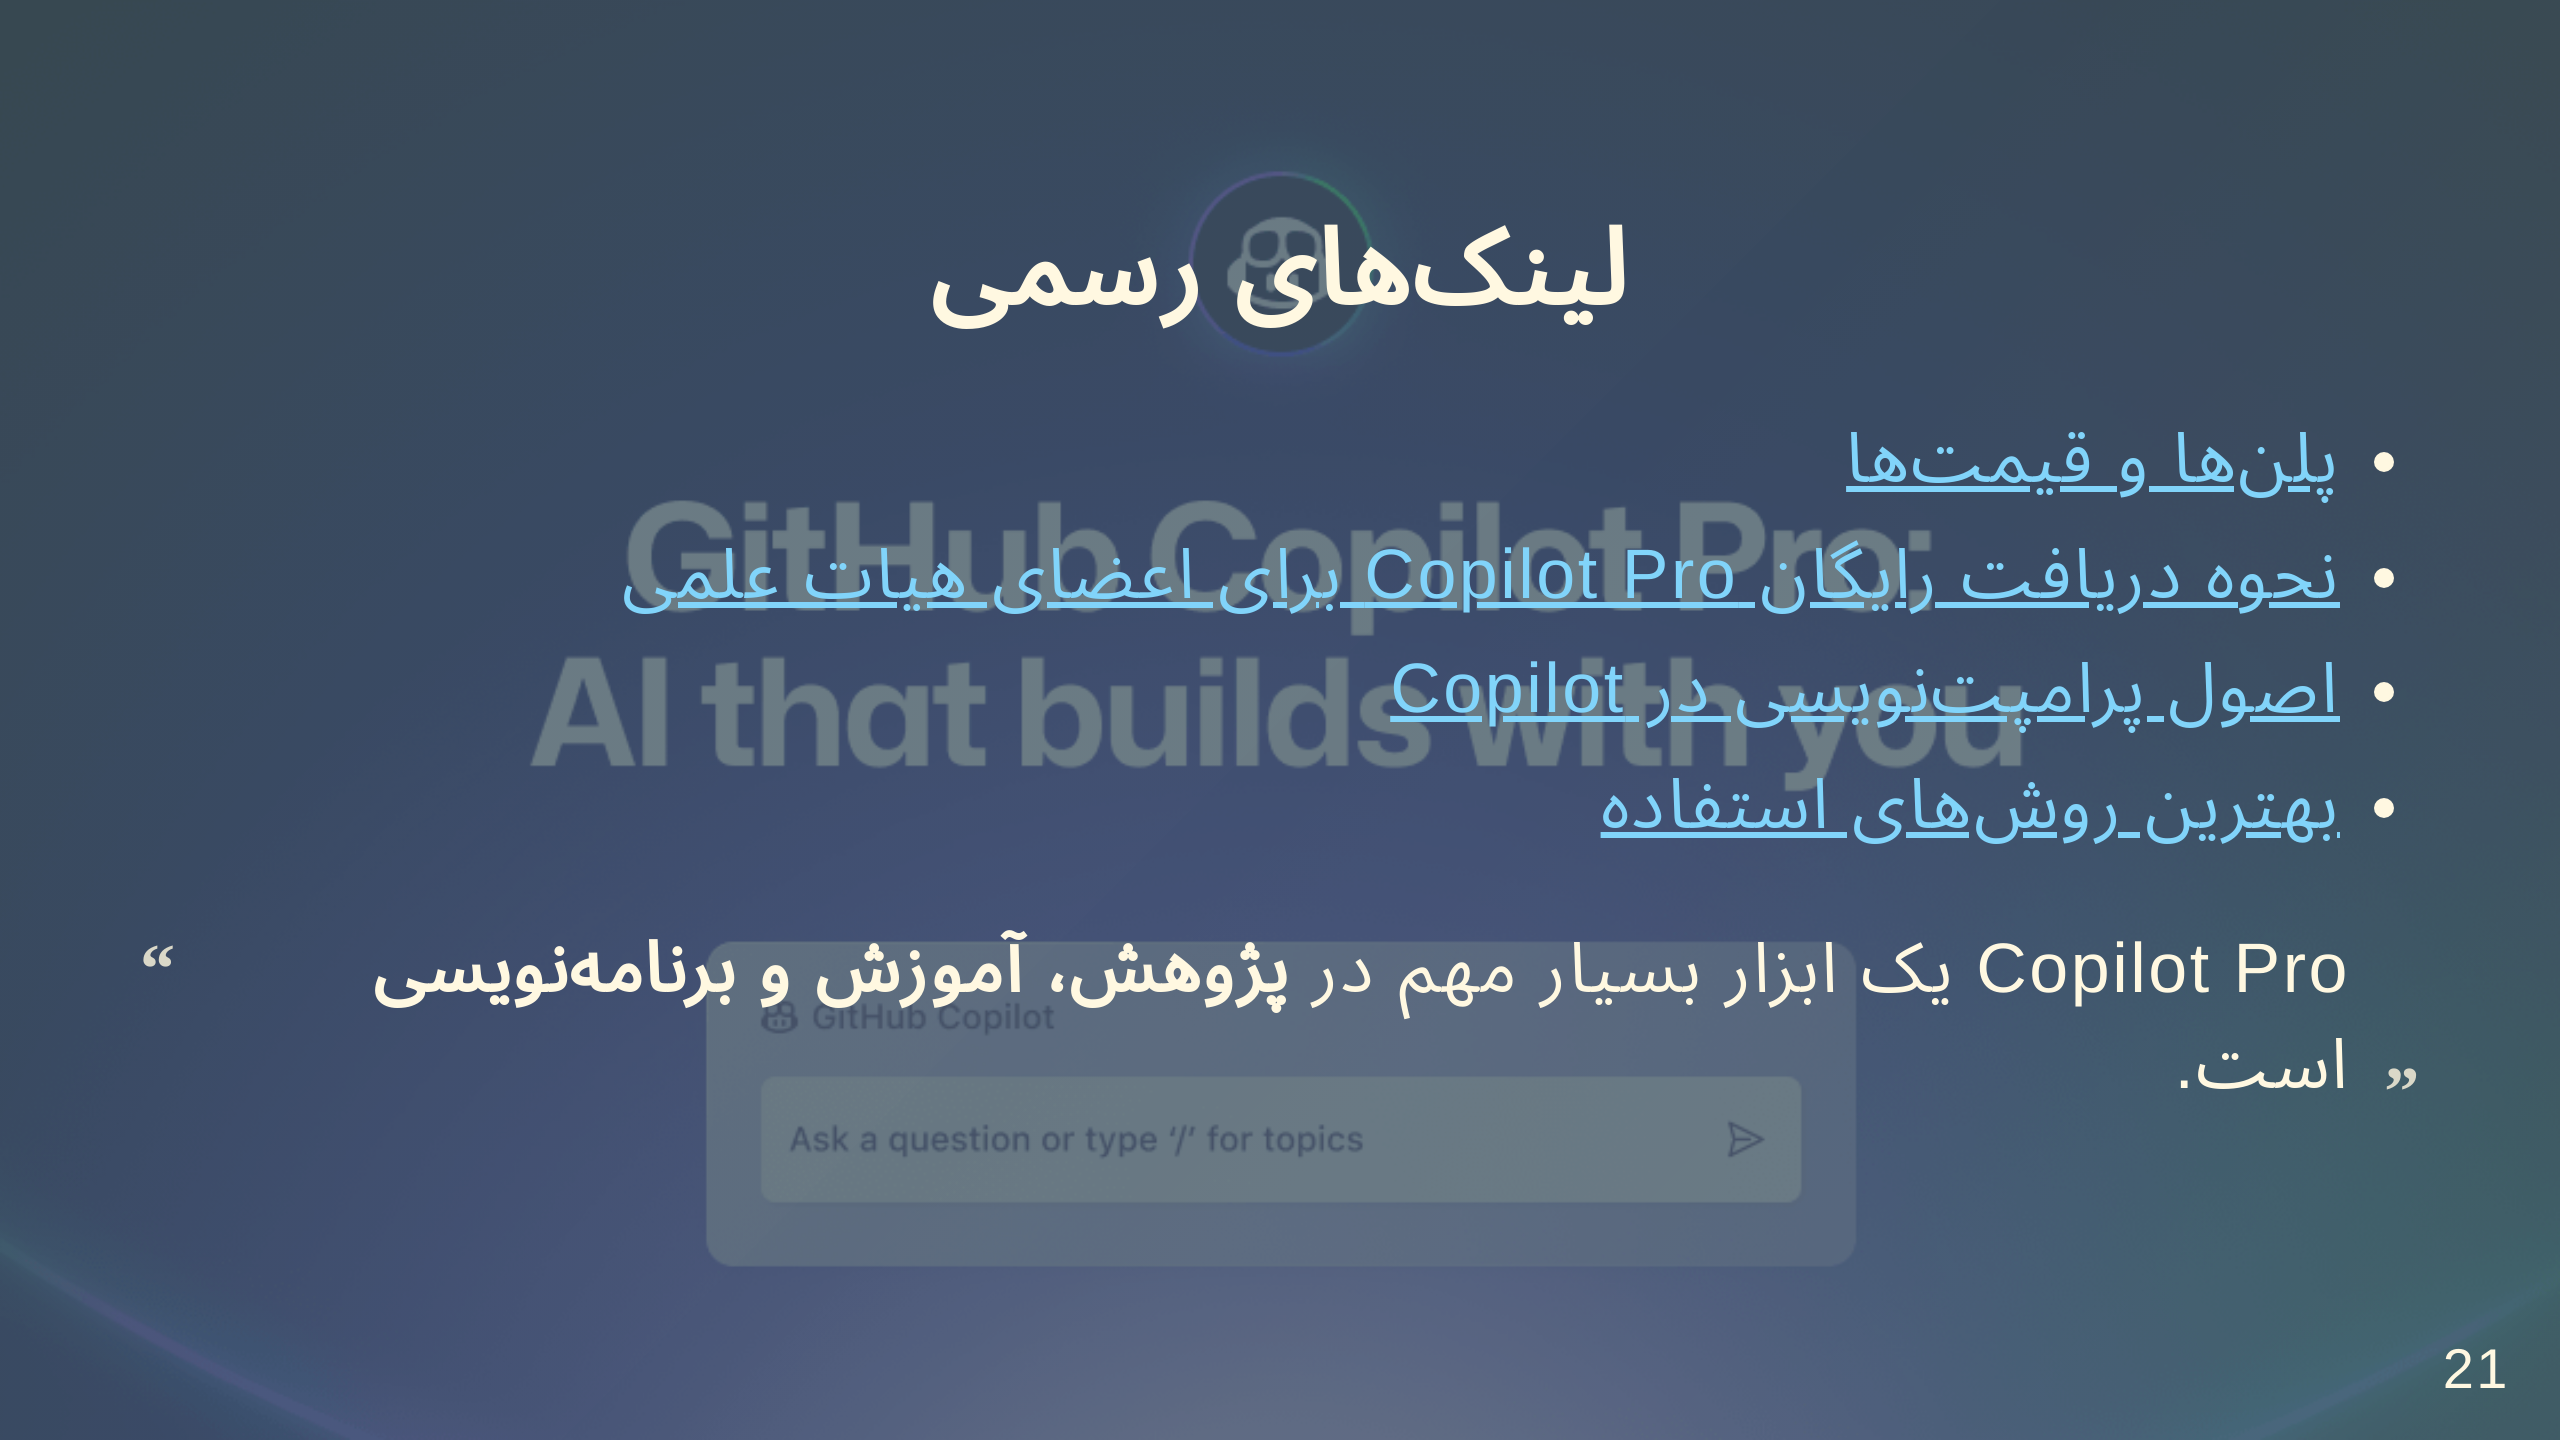 لینک‌های رسمی
پلن‌ها و قیمت‌ها
GitHub Copilot Pro:
نحوه دریافت رایگان Copilot Pro برای اعضای هیات علمی
AI that builds with you
اصول پرامپت‌نویسی در Copilot
بهترین روش‌های استفاده
“ Copilot Pro یک ابزار بسیار مهم در پژوهش، آموزش و برنامه‌نویسی
است. ”
GitHub Copilot
Ask a question or type ‘/’ for topics
21